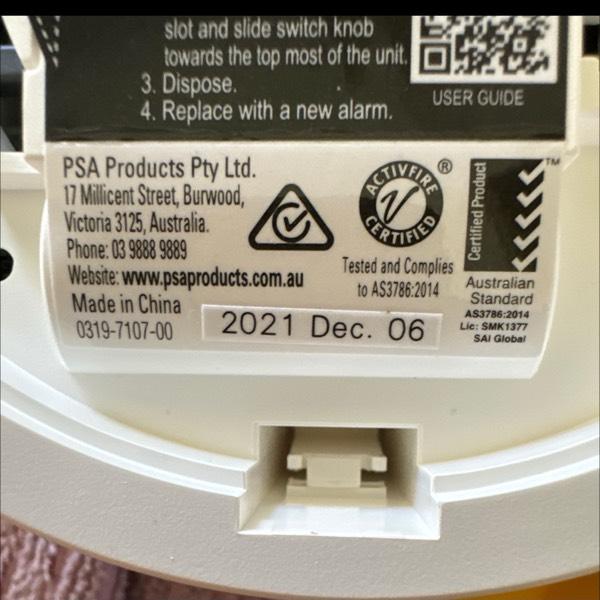 slot and slide switch knob
towards the top most of the unit.
3. Dispose.
4. Replace with a new alarm.
USER GUIDE
PSA Products Pty Ltd.
17 Millicent Street, Burwood,
Victoria 3125, Australia.
Phone: 03 9888 9889
Website: www.psaproducts.com.au
Made in China
0319-7107-00
2021 Dec. 06
ACTIVFIRE ®
CERTIFIED
Tested and Complies
to AS3786:2014
Certified Product
TM
Australian
Standard
AS3786:2014
Lic: SMK1377
SAI Global